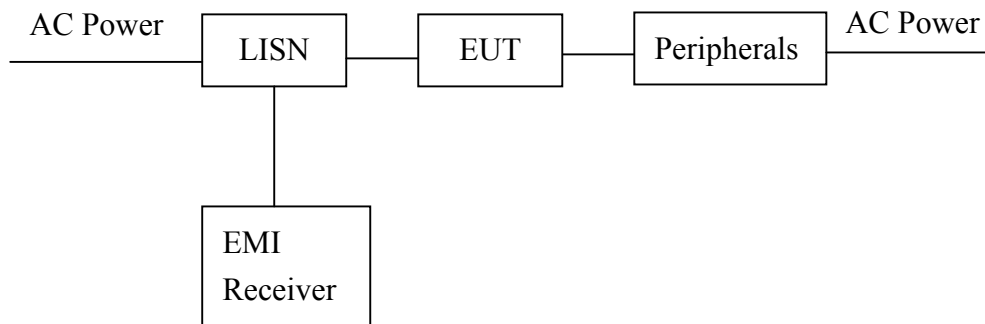 AC Power
LISN
EUT
Peripherals
AC Power
EMI
Receiver